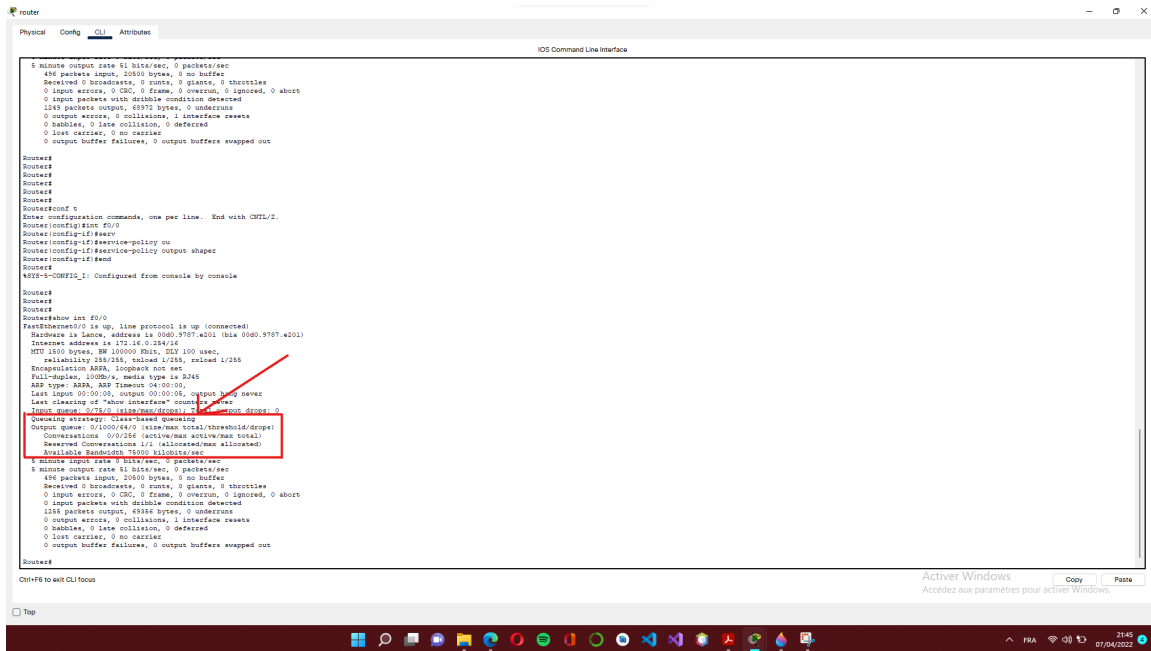 router
Physical Config CLI Attributes
IOS Command Line Interface
5 minute output rate 51 bits/sec, 0 packets/sec
496 packets input, 20500 bytes, 0 no buffer
Received 0 broadcasts, 0 runts, 0 giants, 0 throttles
0 input errors, 0 CRC, 0 frame, 0 overrun, 0 ignored, 0 abort
0 input packets with dribble condition detected
1249 packets output, 68972 bytes, 0 underruns
0 output errors, 0 collisions, 1 interface resets
0 babbles, 0 late collision, 0 deferred
0 lost carrier, 0 no carrier
0 output buffer failures, 0 output buffers swapped out
Router#
Router#
Router#
Router#
Router#
Router#
Router#conf t
Enter configuration commands, one per line. End with CNTL/Z.
Router(config)#int f0/0
Router(config-if)#serv
Router(config-if)#service-policy ou
Router(config-if)#service-policy output shaper
Router(config-if)#end
Router#
%SYS-5-CONFIG_I: Configured from console by console
Router#
Router#
Router#
Router#show int f0/0
FastEthernet0/0 is up, line protocol is up (connected)
Hardware is Lance, address is 00d0.9787.e201 (bia 00d0.9787.e201)
Internet address is 172.16.0.254/16
MTU 1500 bytes, BW 100000 Kbit, DLY 100 usec,
reliability 255/255, txload 1/255, rxload 1/255
Encapsulation ARPA, loopback not set
Full-duplex, 100Mb/s, media type is RJ45
ARP type: ARPA, ARP Timeout 04:00:00,
Last input 00:00:08, output 00:00:05, output hang never
Last clearing of "show interface" counters never
Input queue: 0/75/0 (size/max/drops); Total output drops: 0
Queueing strategy: Class-based queueing
Output queue: 0/1000/64/0 (size/max total/threshold/drops)
Conversations 0/0/256 (active/max active/max total)
Reserved Conversations 1/1 (allocated/max allocated)
Available Bandwidth 75000 kilobits/sec
5 minute input rate 0 bits/sec, 0 packets/sec
5 minute output rate 51 bits/sec, 0 packets/sec
496 packets input, 20500 bytes, 0 no buffer
Received 0 broadcasts, 0 runts, 0 giants, 0 throttles
0 input errors, 0 CRC, 0 frame, 0 overrun, 0 ignored, 0 abort
0 input packets with dribble condition detected
1255 packets output, 69356 bytes, 0 underruns
0 output errors, 0 collisions, 1 interface resets
0 babbles, 0 late collision, 0 deferred
0 lost carrier, 0 no carrier
0 output buffer failures, 0 output buffers swapped out
Router#
Ctrl+F6 to exit CLI focus
Copy Paste
Activer Windows
Accédez aux paramètres pour activer Windows.
Top
FRA
21:45
07/04/2022
4